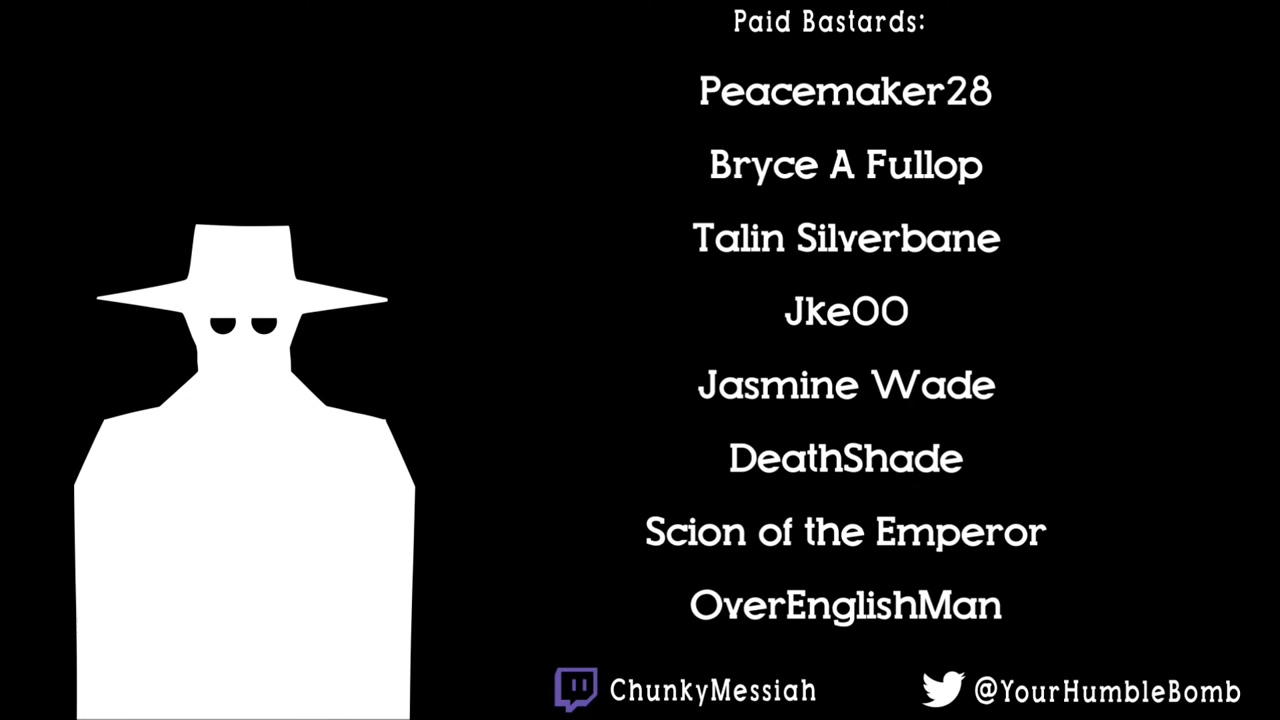 Paid Bastards:
Peacemaker28
Bryce A Fullop
Talin Silverbane
Jke00
Jasmine Wade
DeathShade
Scion of the Emperor
OverEnglishMan
ChunkyMessiah
@YourHumbleBomb